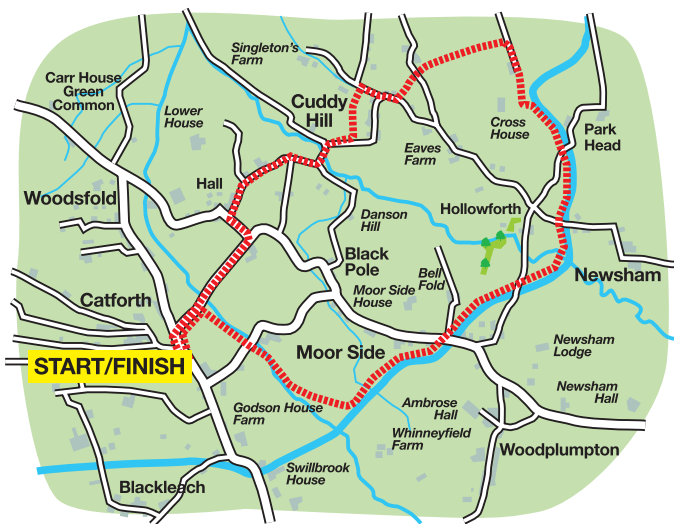 Singleton's
Farm
Carr House
Green
Common
Cuddy
Hill
Lower
House
Cross
House
Park
Head
Eaves
Farm
Hall
Woodsfold
Hollowforth
Danson
Hill
Black
Pole
Bell
Fold
Newsham
Moor Side
House
Catforth
Moor Side
START/FINISH
Newsham
Lodge
Newsham
Hall
Godson House
Farm
Ambrose
Hall
Whinneyfield
Farm
Woodplumpton
Swillbrook
House
Blackleach